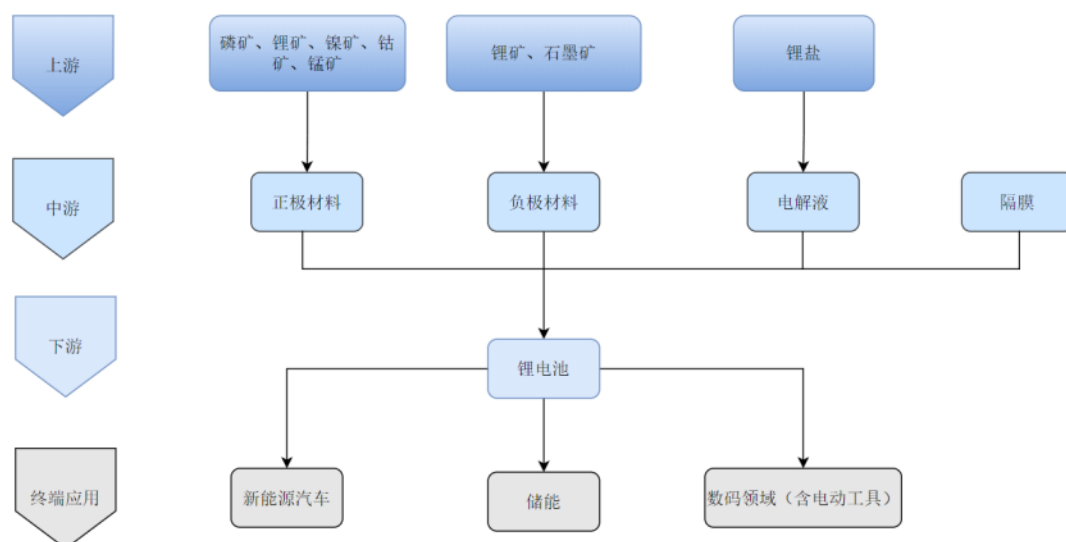 上游
磷矿、锂矿、镍矿、钴
矿、锰矿
锂矿、石墨矿
锂盐
中游
正极材料
负极材料
电解液
隔膜
下游
锂电池
终端应用
新能源汽车
储能
数码领域（含电动工具）